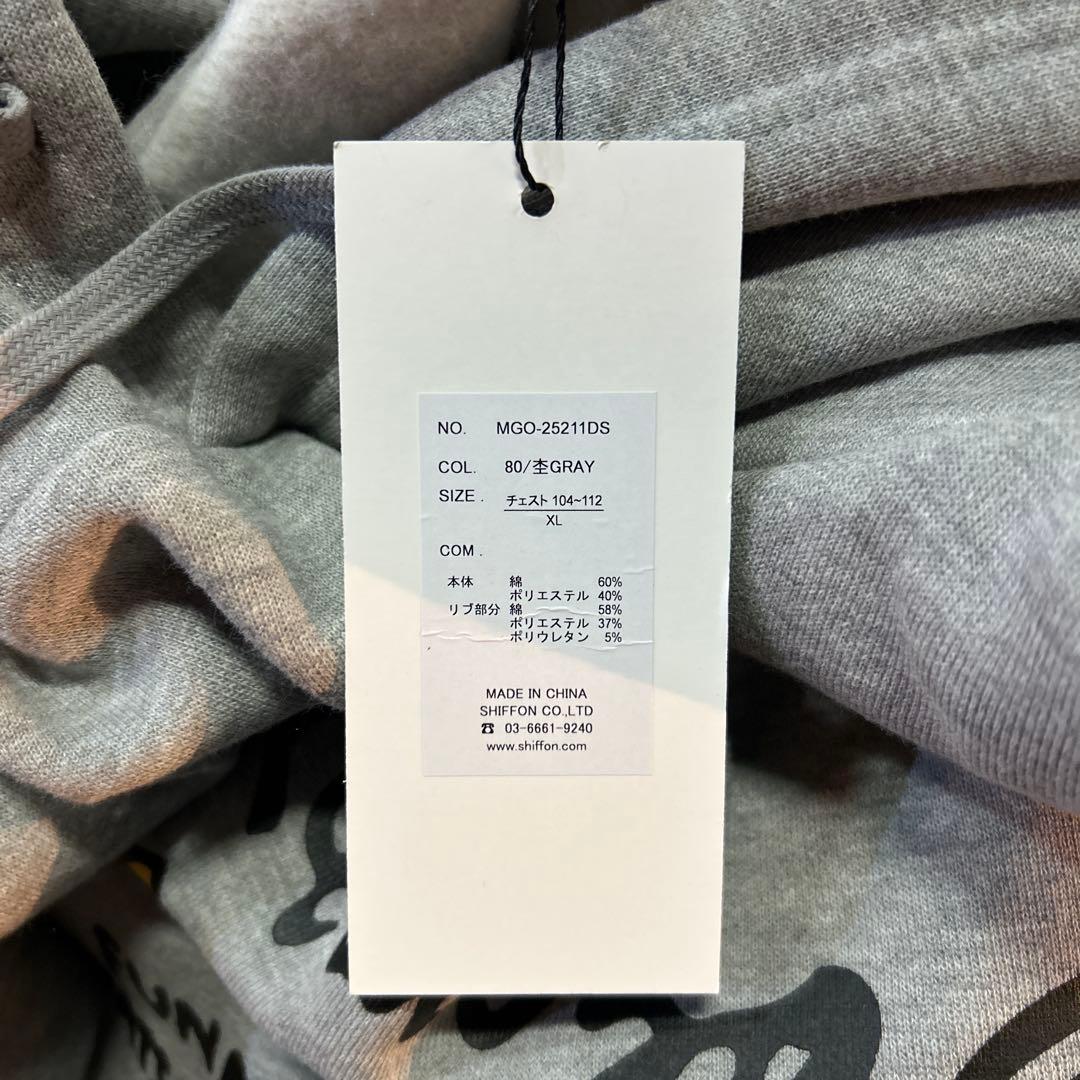 NO. MGO-25211DS
COL. 80/杢GRAY
SIZE. チェスト 104~112
XL
COM.
本体 綿 60%
ポリエステル 40%
リブ部分 綿 58%
ポリエステル 37%
ポリウレタン 5%
MADE IN CHINA
SHIFFON CO.,LTD
☎ 03-6661-9240
www.shiffon.com